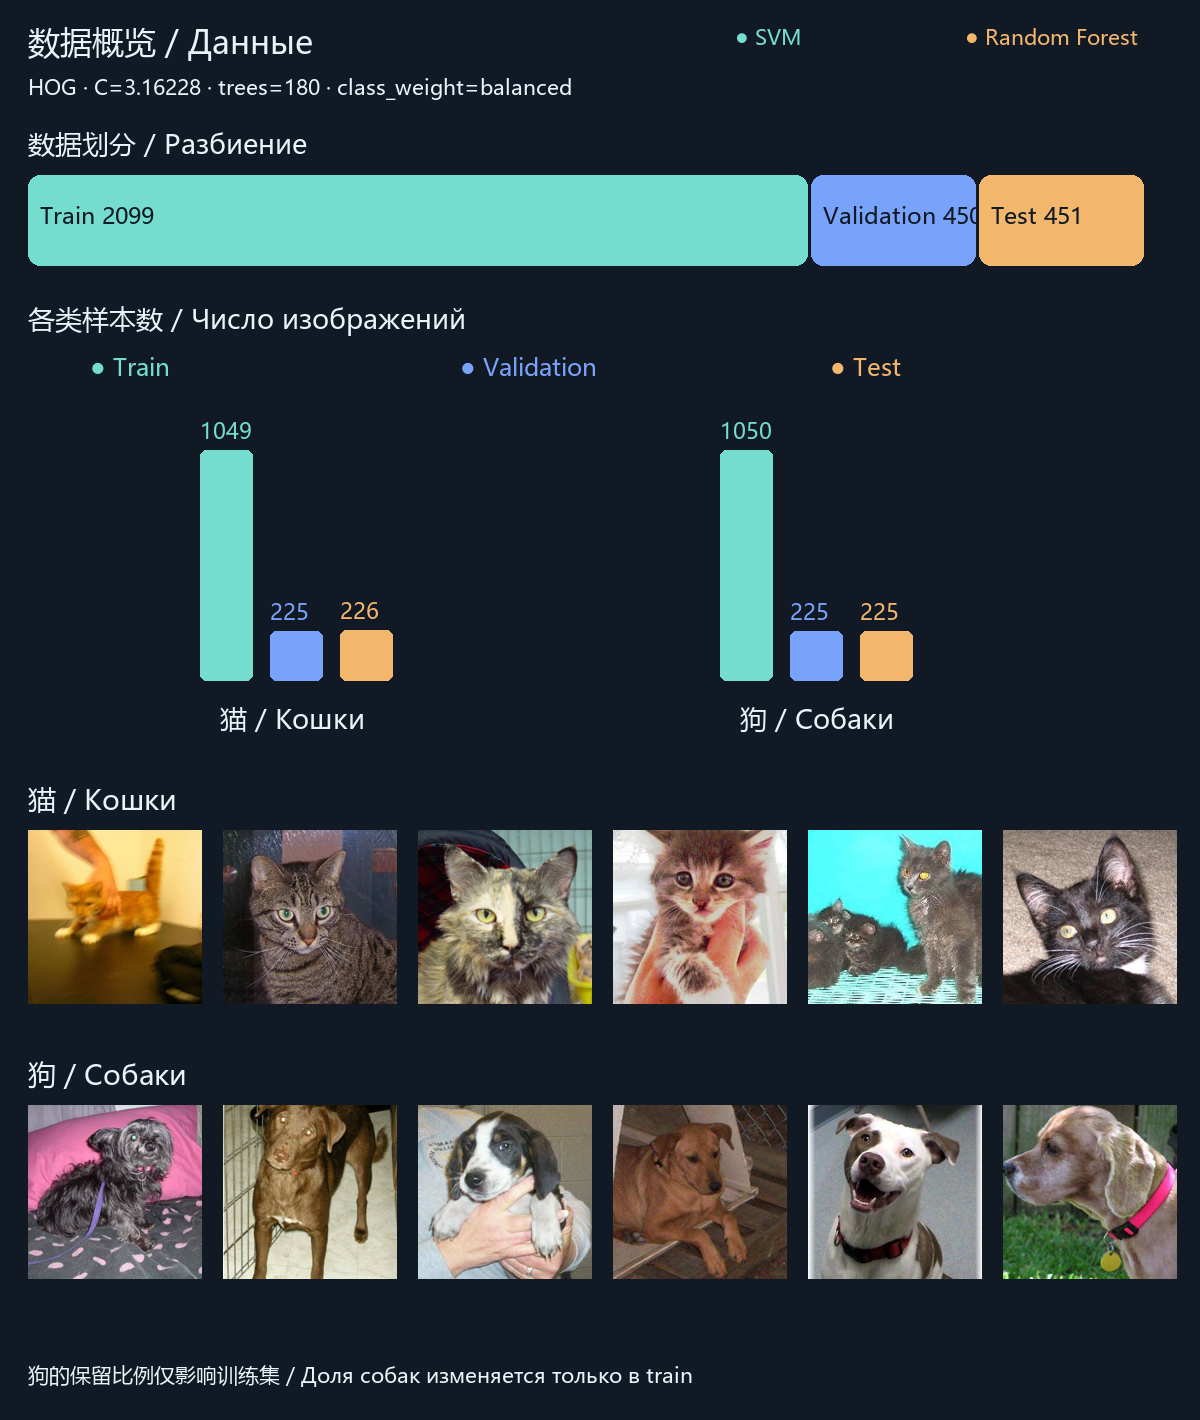 数据概览 / Данные
● SVM
● Random Forest
HOG · C=3.16228 · trees=180 · class_weight=balanced
数据划分 / Разбиение
Train 2099
Validation 450
Test 451
各类样本数 / Число изображений
● Train
● Validation
● Test
1049
225
226
1050
225
225
猫 / Кошки
狗 / Собаки
猫 / Кошки
狗 / Собаки
狗的保留比例仅影响训练集 / Доля собак изменяется только в train